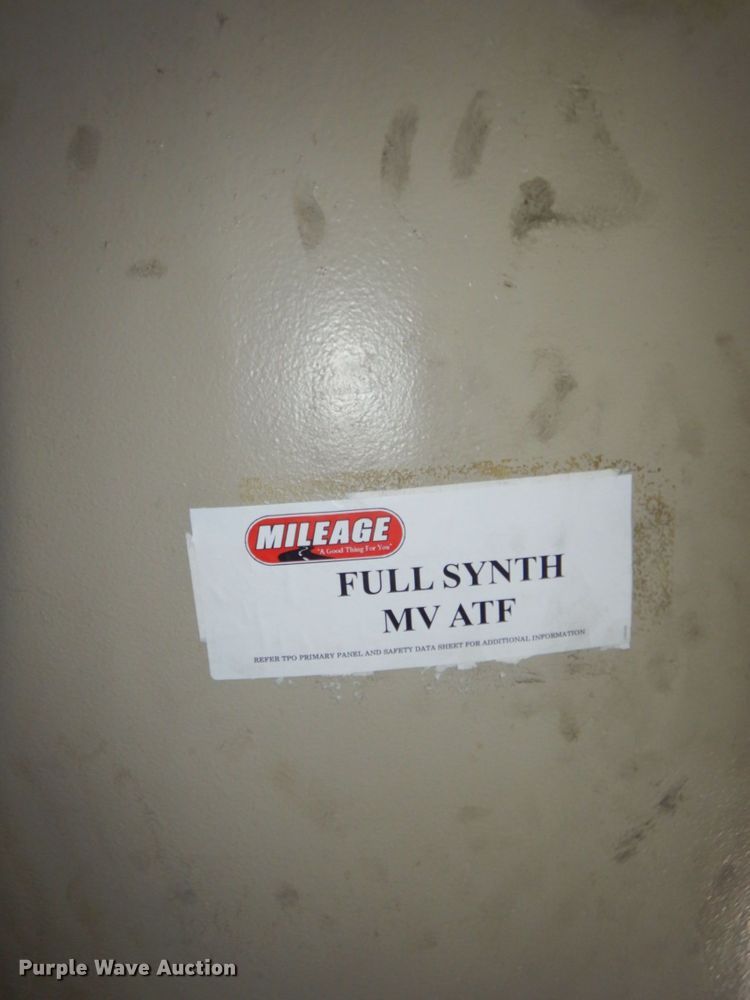 MILEAGE
"A Good Thing For You"
FULL SYNTH
MV ATF
REFER TPO PRIMARY PANEL AND SAFETY DATA SHEET FOR ADDITIONAL INFORMATION
Purple Wave Auction